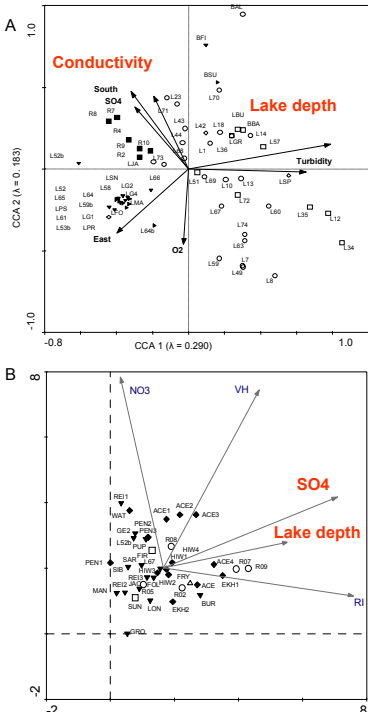 A
1.0
BAL
BFI
Conductivity
BSU
South
SO4
L23
L70
R8
R7
L71
Lake depth
R4
L43
L42
L18
LBU
BBA
R10
L44
L1
L36
LGR
L14
R9
L57
R2
L68
L52b
LJA
L73
Turbidity
LSN
L58
L66
L51
L69
L10
L13
LSP
L52
L64
LG2
L65
LG4
L72
LPS
L59b
LMA
L67
L60
L35
L61
LG1
LFO
L12
L53b
LPR
East
L64b
L74
O2
L63
L34
L59
L7
L49
L8
CCA 2 (λ = 0. 183)
-1.0
-0.8
CCA 1 (λ = 0.290)
1.0
B
8
NO3
VH
SO4
REI1
WAT
ACE1
ACE2
ACE3
PEN2
GE2
PEN3
Lake depth
L52b
PUP
R08
FIR
HIW4
PEN1
SAR
L67
ACE4
R07
SIB
HIW3
R09
REI3
FRY
EKH1
MAN
REI2
JAC
FOL
HIW2
ACE
RI
R05
SUN
LON
R02
BUR
EKH2
GRO
-2
-2
8